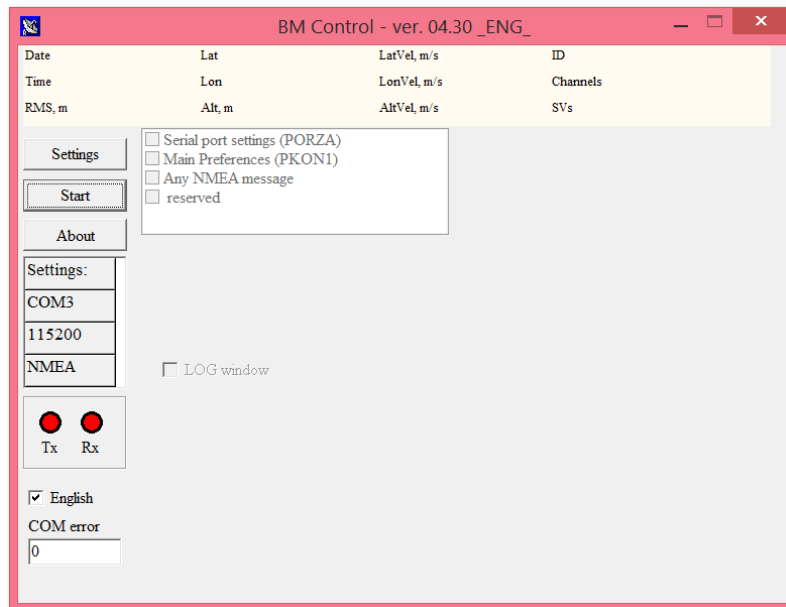 BM Control - ver. 04.30 _ENG_
Date Lat LatVel, m/s ID
Time Lon LonVel, m/s Channels
RMS, m Alt, m AltVel, m/s SVs
Settings
Start
About
Serial port settings (PORZA)
Main Preferences (PKON1)
Any NMEA message
reserved
Settings:
COM3
115200
NMEA
LOG window
Tx Rx
English
COM error
0